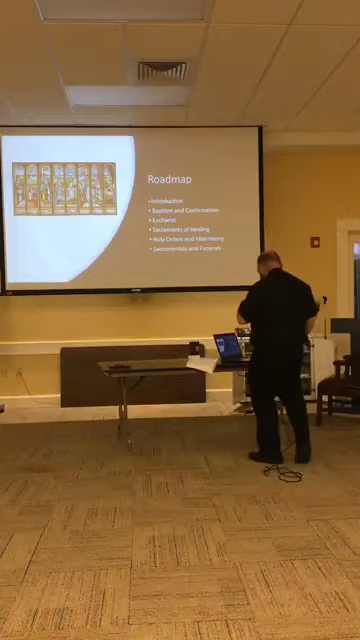 Roadmap
• Introduction
• Baptism and Confirmation
• Eucharist
• Sacraments of Healing
• Holy Orders and Matrimony
• Sacramentals and Funerals